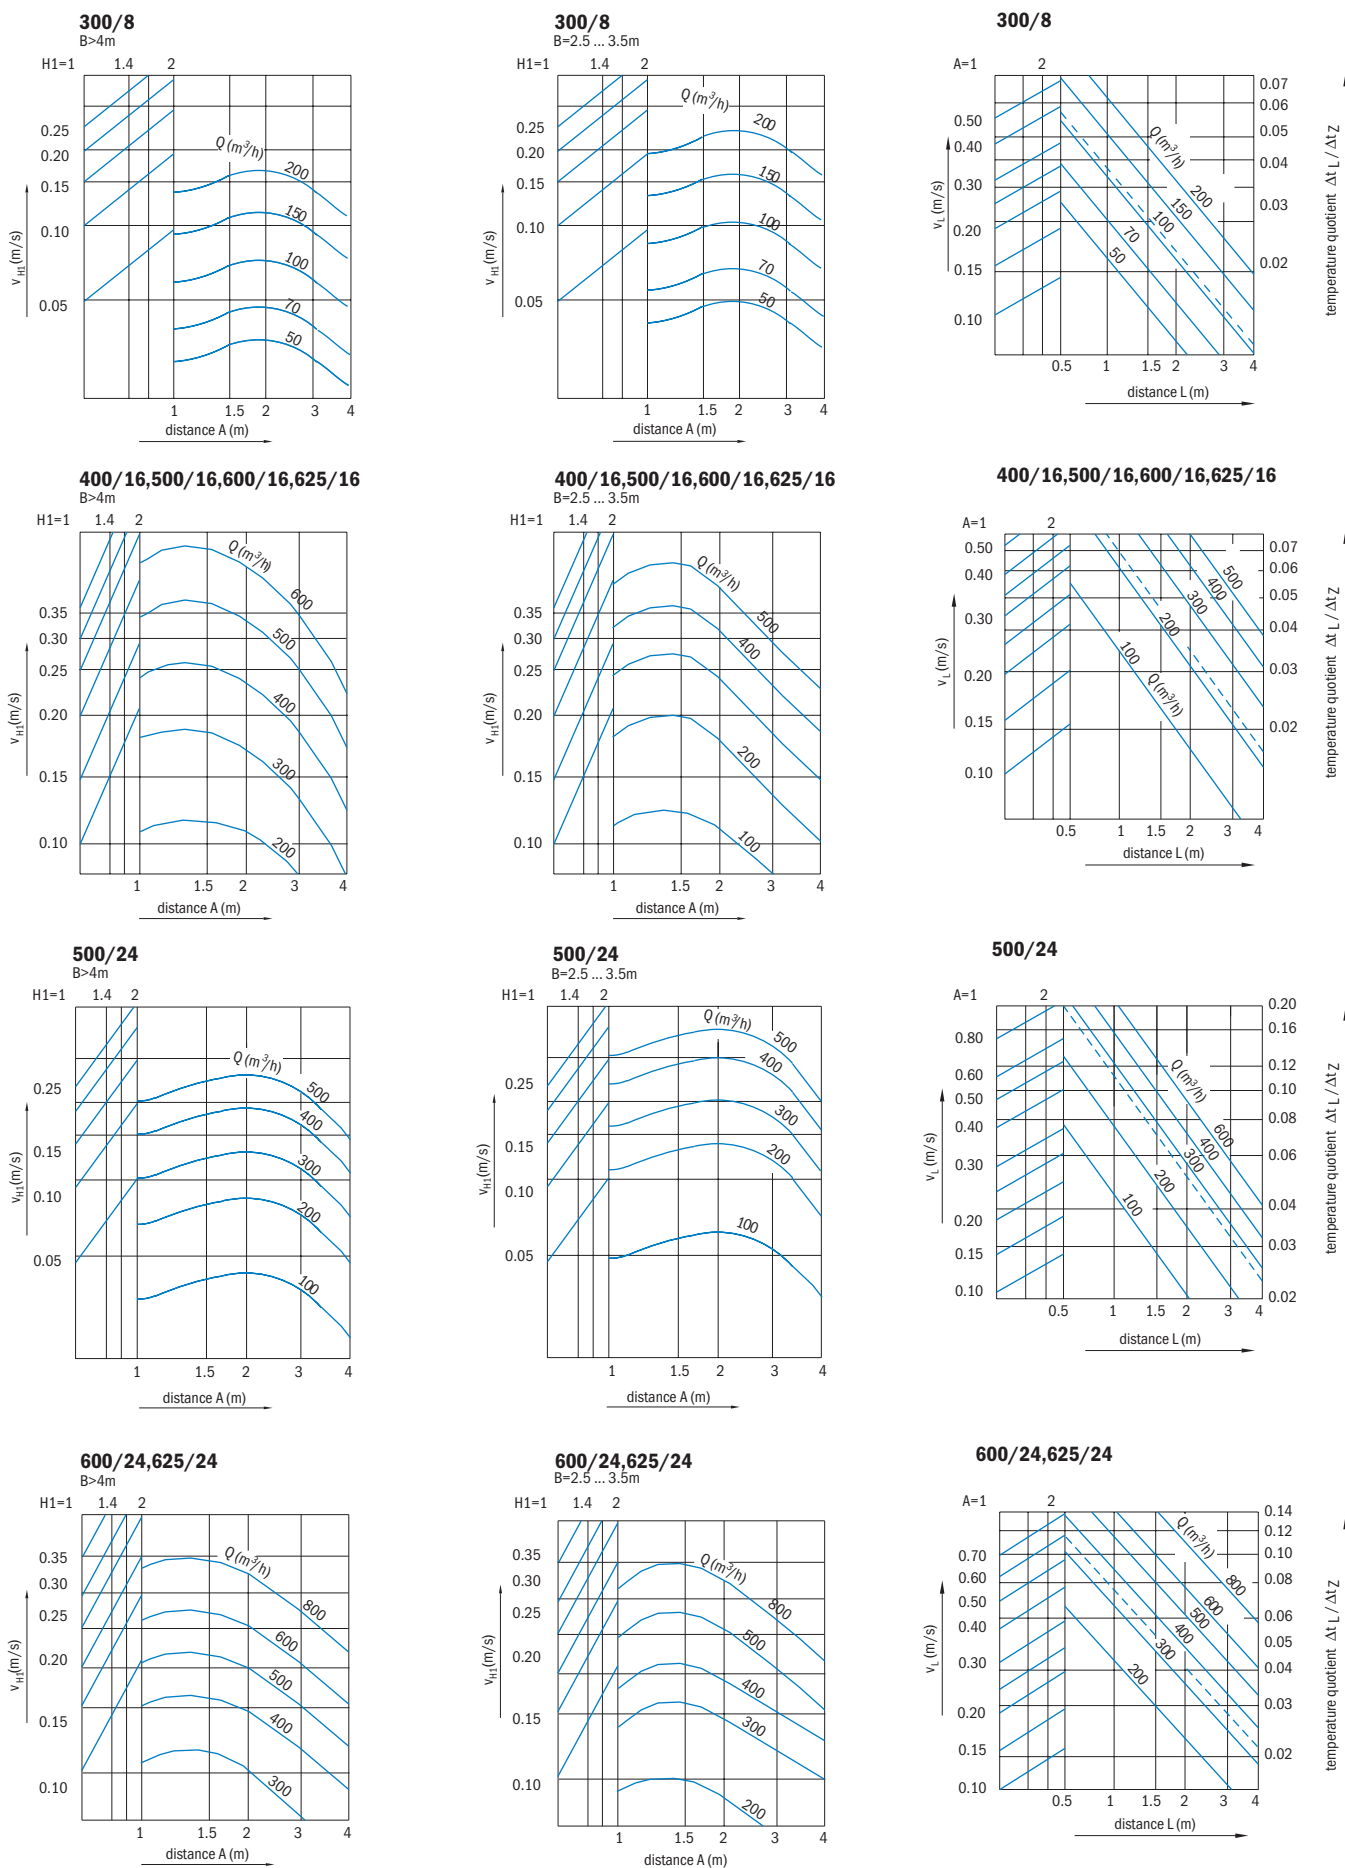 300/8
B>4m
H1=1 1.4 2
Q (m³/h)
200
150
100
70
50
0.25
0.20
0.15
0.10
0.05
v H1 (m/s)
1 1.5 2 3 4
distance A (m)
300/8
B=2.5 ... 3.5m
H1=1 1.4 2
Q (m³/h)
200
150
100
70
50
0.25
0.20
0.15
0.10
0.05
v H1 (m/s)
1 1.5 2 3 4
distance A (m)
300/8
A=1 2
Q (m³/h)
200
150
100
70
50
0.50
0.40
0.30
0.20
0.15
0.10
v L (m/s)
0.07
0.06
0.05
0.04
0.03
0.02
temperature quotient Δt L / Δt Z
0.5 1 1.5 2 3 4
distance L (m)
400/16,500/16,600/16,625/16
B>4m
H1=1 1.4 2
Q (m³/h)
600
500
400
300
200
0.35
0.30
0.25
0.20
0.15
0.10
v H1 (m/s)
1 1.5 2 3 4
distance A (m)
400/16,500/16,600/16,625/16
B=2.5 ... 3.5m
H1=1 1.4 2
Q (m³/h)
500
400
200
100
0.35
0.30
0.25
0.20
0.15
0.10
v H1 (m/s)
1 1.5 2 3 4
distance A (m)
400/16,500/16,600/16,625/16
A=1 2
500
400
300
200
100
Q (m³/h)
0.50
0.40
0.30
0.20
0.15
0.10
v L (m/s)
0.07
0.06
0.05
0.04
0.03
0.02
temperature quotient Δt L / Δt Z
0.5 1 1.5 2 3 4
distance L (m)
500/24
B>4m
H1=1 1.4 2
Q (m³/h)
500
400
300
200
100
0.25
0.15
0.10
0.05
v H1 (m/s)
1 1.5 2 3 4
distance A (m)
500/24
B=2.5 ... 3.5m
H1=1 1.4 2
Q (m³/h)
500
400
300
200
100
0.25
0.15
0.10
0.05
v H1 (m/s)
1 1.5 2 3 4
distance A (m)
500/24
A=1 2
Q (m³/h)
600
400
300
200
100
0.80
0.60
0.50
0.40
0.30
0.20
0.15
0.10
v L (m/s)
0.20
0.16
0.12
0.10
0.08
0.06
0.04
0.03
0.02
temperature quotient Δt L / Δt Z
0.5 1 1.5 2 3 4
distance L (m)
600/24,625/24
B>4m
H1=1 1.4 2
Q (m³/h)
800
600
500
400
300
0.35
0.30
0.25
0.20
0.15
0.10
v H1 (m/s)
1 1.5 2 3 4
distance A (m)
600/24,625/24
B=2.5 ... 3.5m
H1=1 1.4 2
Q (m³/h)
800
500
400
300
200
0.35
0.30
0.25
0.20
0.15
0.10
v H1 (m/s)
1 1.5 2 3 4
distance A (m)
600/24,625/24
A=1 2
Q (m³/h)
800
600
500
400
300
200
0.70
0.60
0.50
0.40
0.30
0.20
0.15
0.10
v L (m/s)
0.14
0.12
0.10
0.08
0.06
0.05
0.04
0.03
0.02
temperature quotient Δt L / Δt Z
0.5 1 1.5 2 3 4
distance L (m)